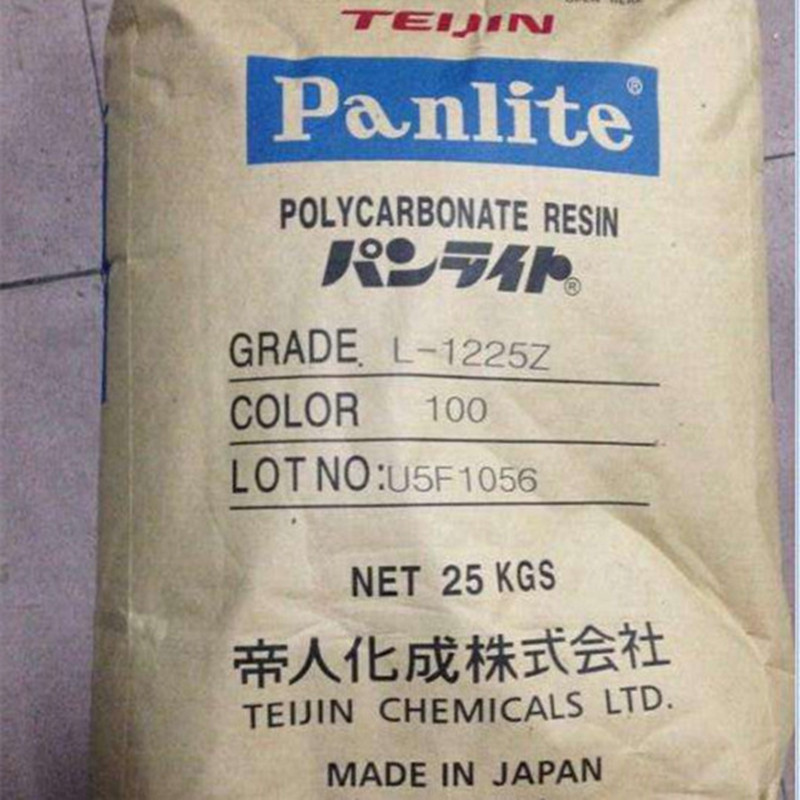 TEIJIN
Panlite®
POLYCARBONATE RESIN
パンライト®
GRADE. L-1225Z
COLOR 100
LOT NO:U5F1056
NET 25 KGS
帝人化成株式会社
TEIJIN CHEMICALS LTD.
MADE IN JAPAN